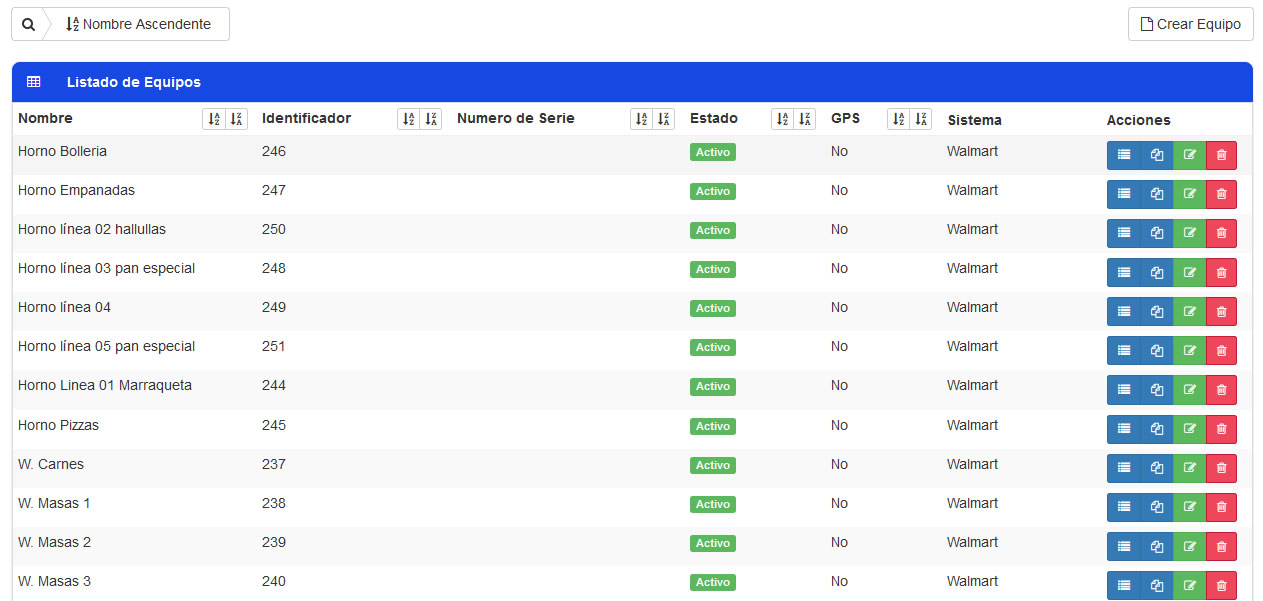 Nombre Ascendente
Crear Equipo
Listado de Equipos
Nombre Identificador Numero de Serie Estado GPS Sistema Acciones
Horno Bolleria 246 Activo No Walmart
Horno Empanadas 247 Activo No Walmart
Horno línea 02 hallullas 250 Activo No Walmart
Horno línea 03 pan especial 248 Activo No Walmart
Horno línea 04 249 Activo No Walmart
Horno línea 05 pan especial 251 Activo No Walmart
Horno Linea 01 Marraqueta 244 Activo No Walmart
Horno Pizzas 245 Activo No Walmart
W. Carnes 237 Activo No Walmart
W. Masas 1 238 Activo No Walmart
W. Masas 2 239 Activo No Walmart
W. Masas 3 240 Activo No Walmart